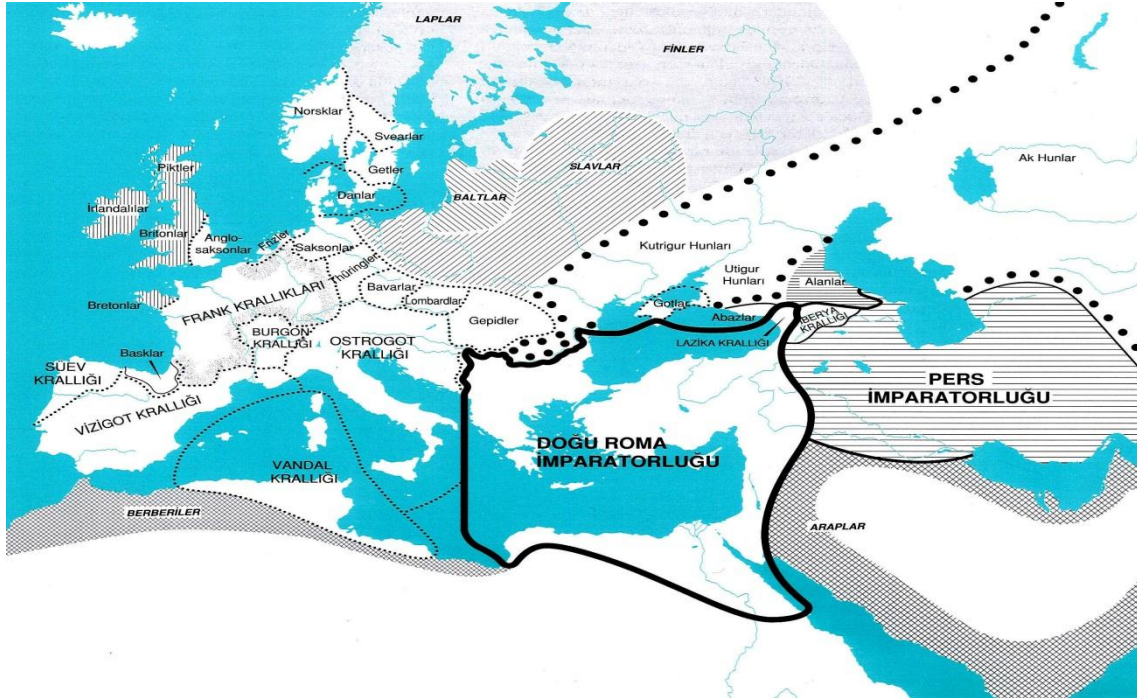 LAPLAR
FİNLER
Norsklar
Svearlar
Getler
Danlar
BALTLAR
SLAVLAR
Ak Hunlar
Piktler
İrlandalılar
Britonlar
Anglo-
saksonlar
Frizler
Saksonlar
Thüringler
Bavarlar
Lombardlar
Gepidler
Kutrigur Hunları
Utigur
Hunları
Alanlar
Gotlar
Abazlar
LAZİKA KRALLIĞI
İBERYA
KRALLIĞI
Bretonlar
FRANK KRALLIKLARI
BURGON
KRALLIĞI
OSTROGOT
KRALLIĞI
Basklar
SÜEV
KRALLIĞI
VİZİGOT KRALLIĞI
VANDAL
KRALLIĞI
BERBERİLER
DOĞU ROMA
İMPARATORLUĞU
PERS
İMPARATORLUĞU
ARAPLAR